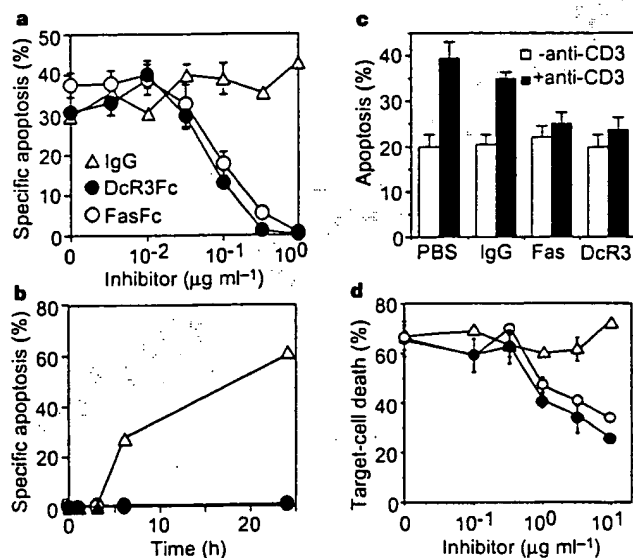 a
Specific apoptosis (%)
50
40
30
20
10
0
IgG
DcR3Fc
FasFc
0 10-2 10-1 100
Inhibitor (µg ml–1)
c
Apoptosis (%)
40
30
20
10
0
-anti-CD3
+anti-CD3
PBS IgG Fas DcR3
b
Specific apoptosis (%)
80
60
40
20
0
0 10 20
Time (h)
d
Target-cell death (%)
80
60
40
20
0
0 10-1 100 101
Inhibitor (µg ml–1)